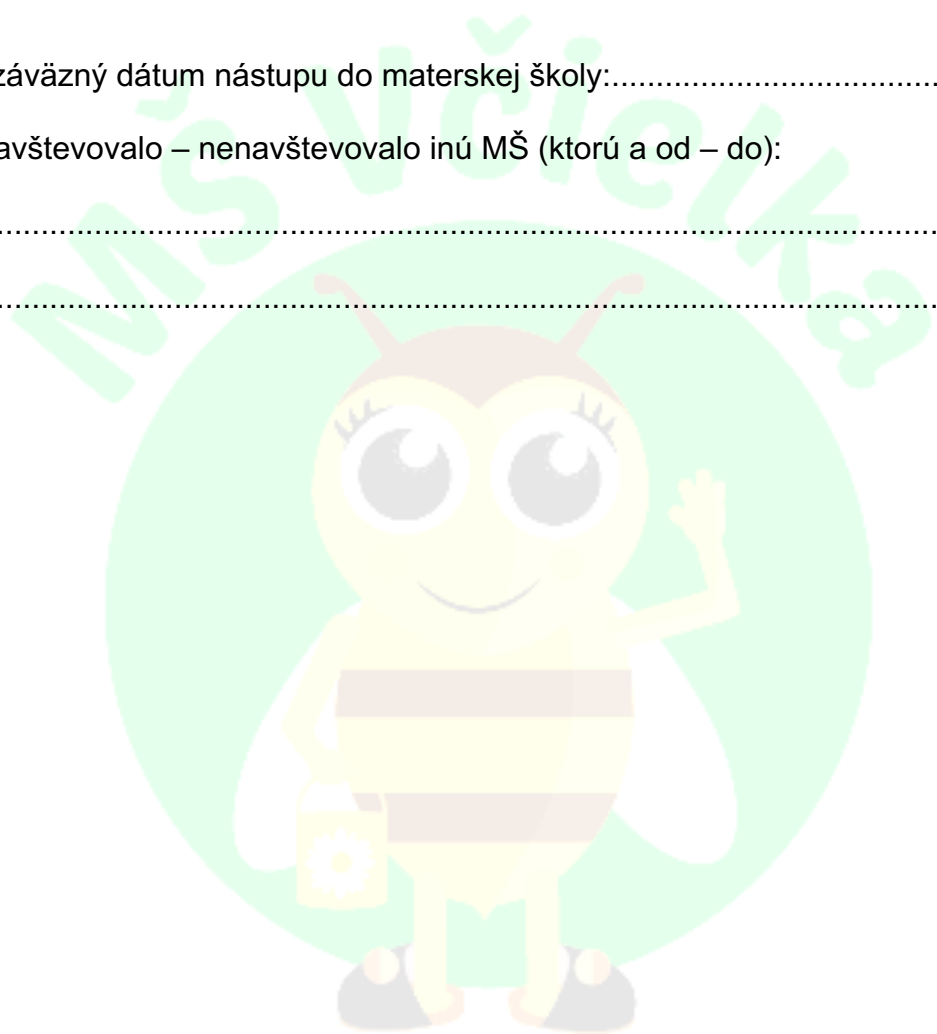 záväzný dátum nástupu do materskej školy:.......................................
avštevovalo – nenavštevovalo inú MŠ (ktorú a od – do):
................................................................................................................
................................................................................................................
MŠ Včielka